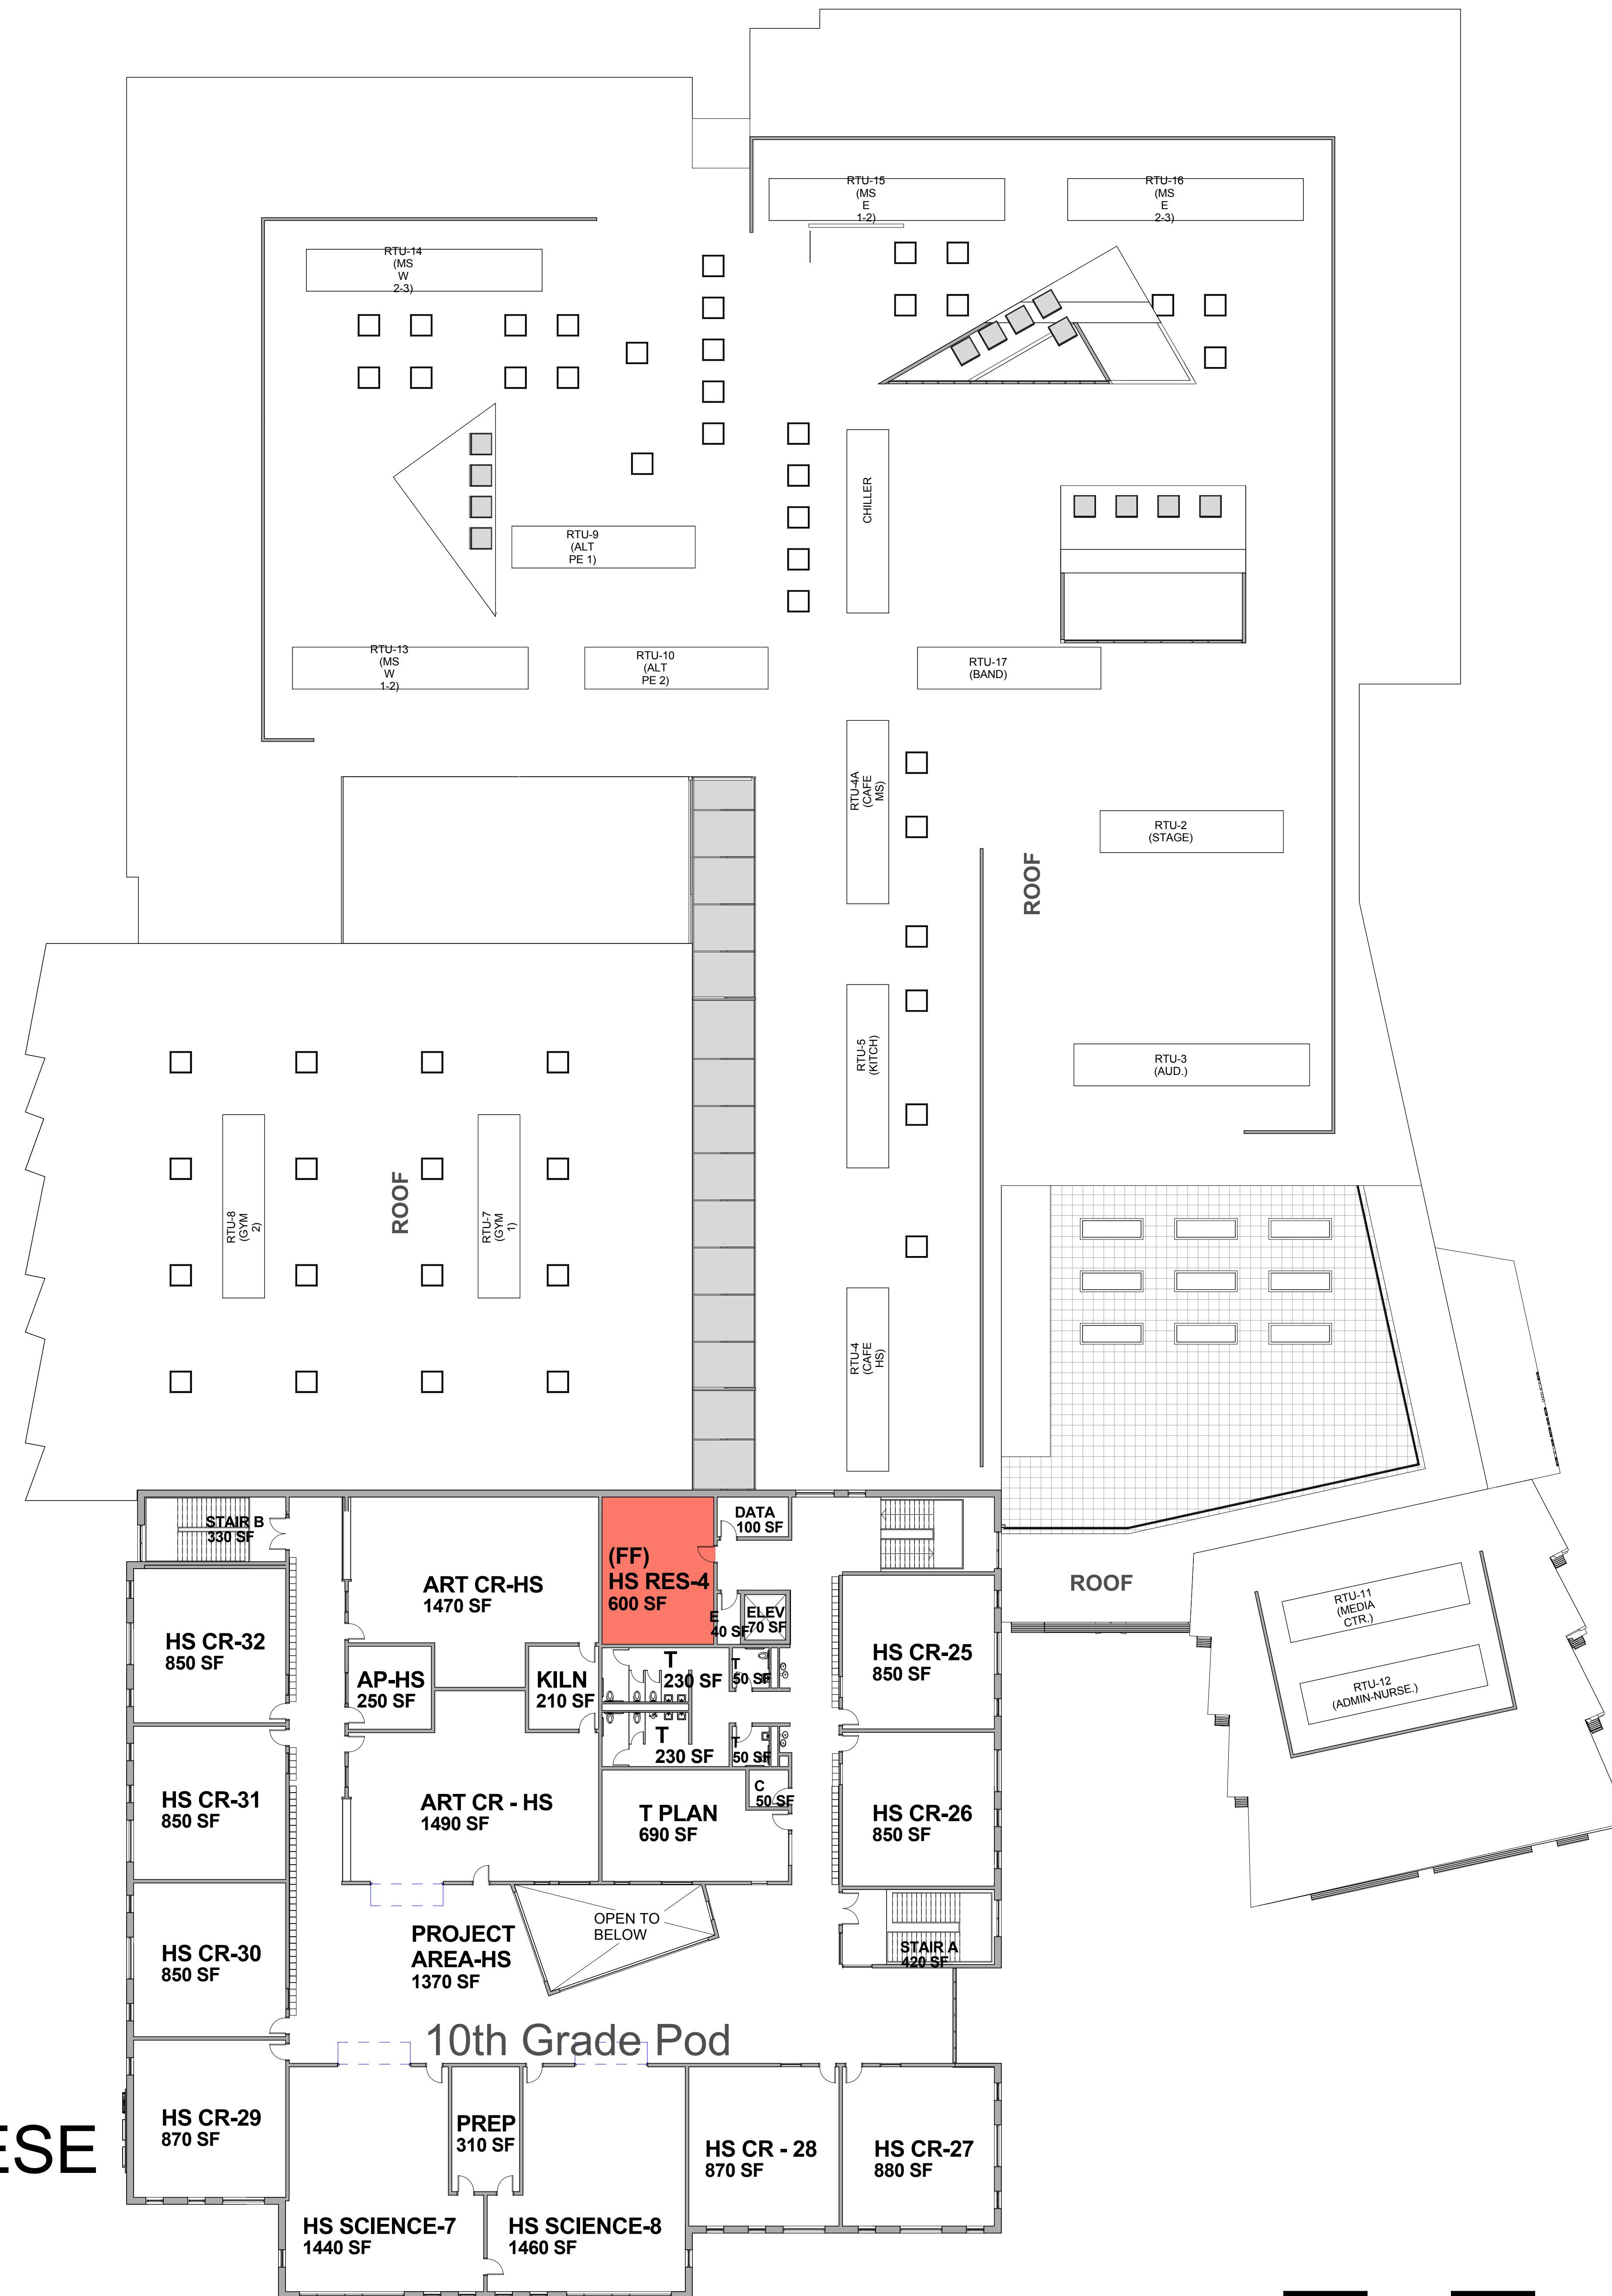 RTU-15
(MS
E
1-2)
RTU-16
(MS
E
2-3)
RTU-14
(MS
W
2-3)
CHILLER
RTU-9
(ALT
PE 1)
RTU-13
(MS
W
1-2)
RTU-10
(ALT
PE 2)
RTU-17
(BAND)
RTU-4A
(CAFE
MS)
RTU-2
(STAGE)
ROOF
RTU-5
(KITCH)
RTU-3
(AUD.)
RTU-8
(GYM
2)
ROOF
RTU-7
(GYM
1)
RTU-4
(CAFE
HS)
STAIR B
330 SF
DATA
100 SF
(FF)
HS RES-4
600 SF
ART CR-HS
1470 SF
ROOF
RTU-11
(MEDIA
CTR.)
RTU-12
(ADMIN-NURSE.)
E
40 SF
ELEV
70 SF
HS CR-32
850 SF
HS CR-25
850 SF
AP-HS
250 SF
KILN
210 SF
T
230 SF
T
50 SF
T
230 SF
T
50 SF
HS CR-31
850 SF
ART CR - HS
1490 SF
T PLAN
690 SF
C
50 SF
HS CR-26
850 SF
OPEN TO
BELOW
PROJECT
AREA-HS
1370 SF
HS CR-30
850 SF
STAIR A
420 SF
10th Grade Pod
HS CR-29
870 SF
PREP
310 SF
HS CR - 28
870 SF
HS CR-27
880 SF
ESE
HS SCIENCE-7
1440 SF
HS SCIENCE-8
1460 SF